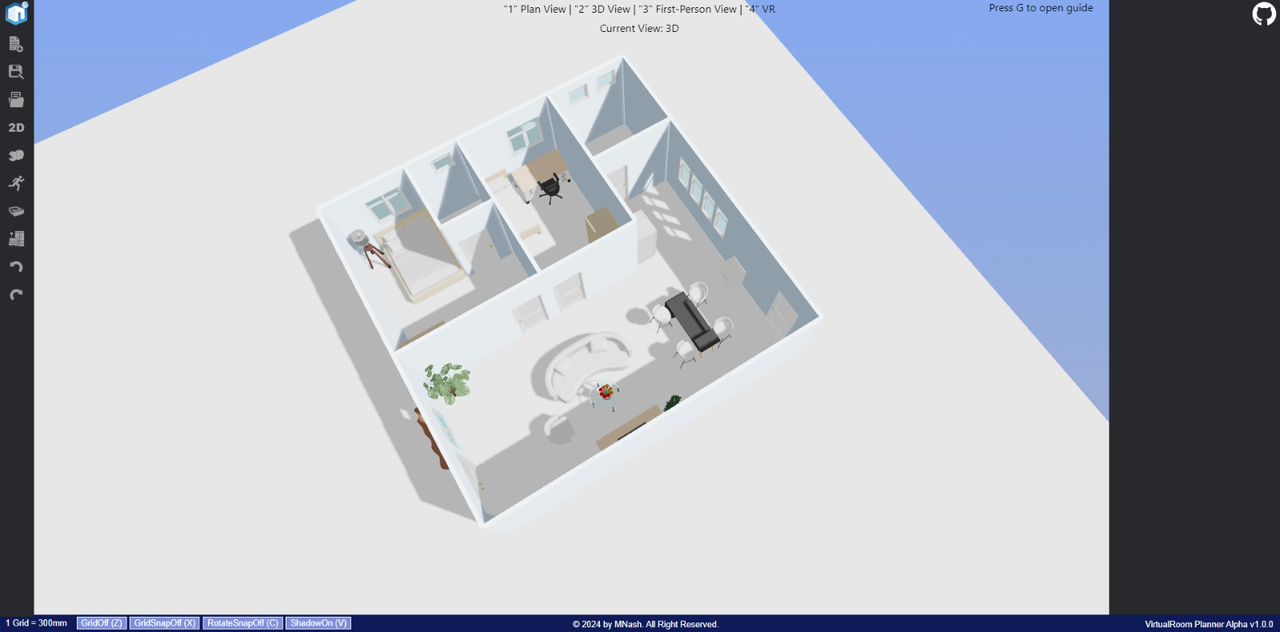 "1" Plan View | "2" 3D View | "3" First-Person View | "4" VR
Press G to open guide
Current View: 3D
2D
3D
1 Grid = 300mm
GridOff (Z)
GridSnapOff (X)
RotateSnapOff (C)
ShadowOn (V)
© 2024 by MNash. All Right Reserved.
VirtualRoom Planner Alpha v1.0.0